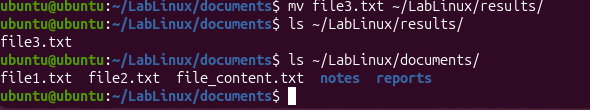 ubuntu@ubuntu:~/LabLinux/documents$ mv file3.txt ~/LabLinux/results/
ubuntu@ubuntu:~/LabLinux/documents$ ls ~/LabLinux/results/
file3.txt
ubuntu@ubuntu:~/LabLinux/documents$ ls ~/LabLinux/documents/
file1.txt  file2.txt  file_content.txt  notes  reports
ubuntu@ubuntu:~/LabLinux/documents$